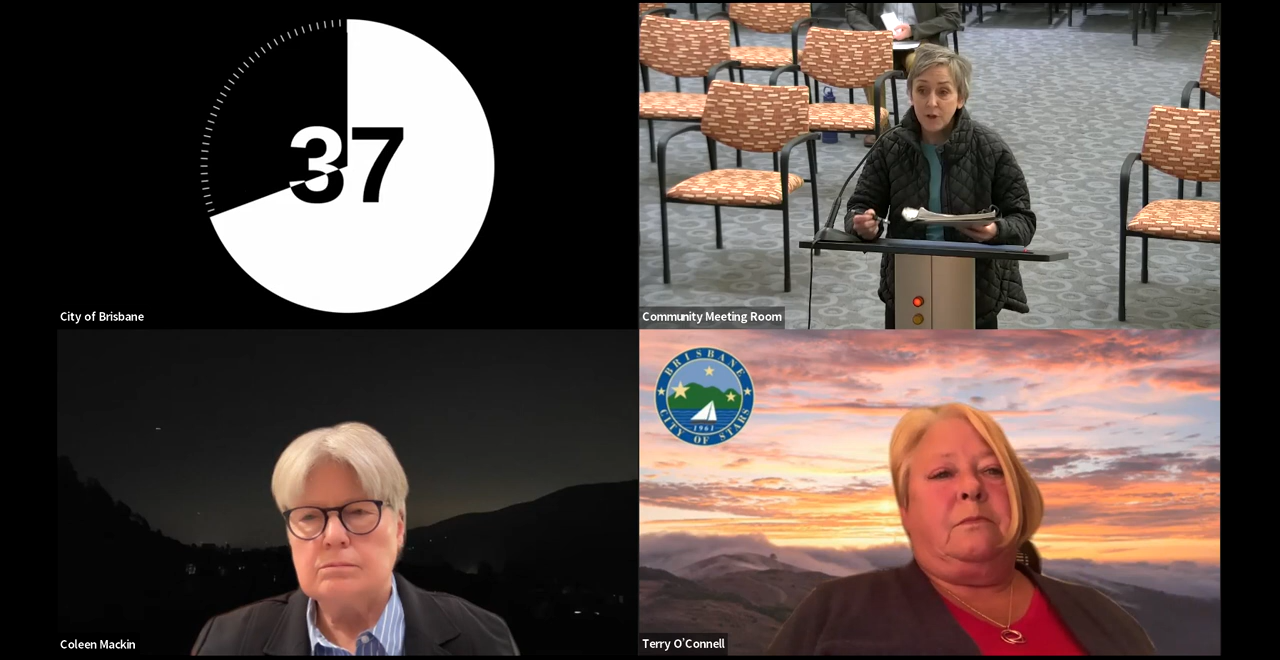 37
City of Brisbane
Community Meeting Room
BRISBANE
CITY OF STARS
1961
Coleen Mackin
Terry O'Connell